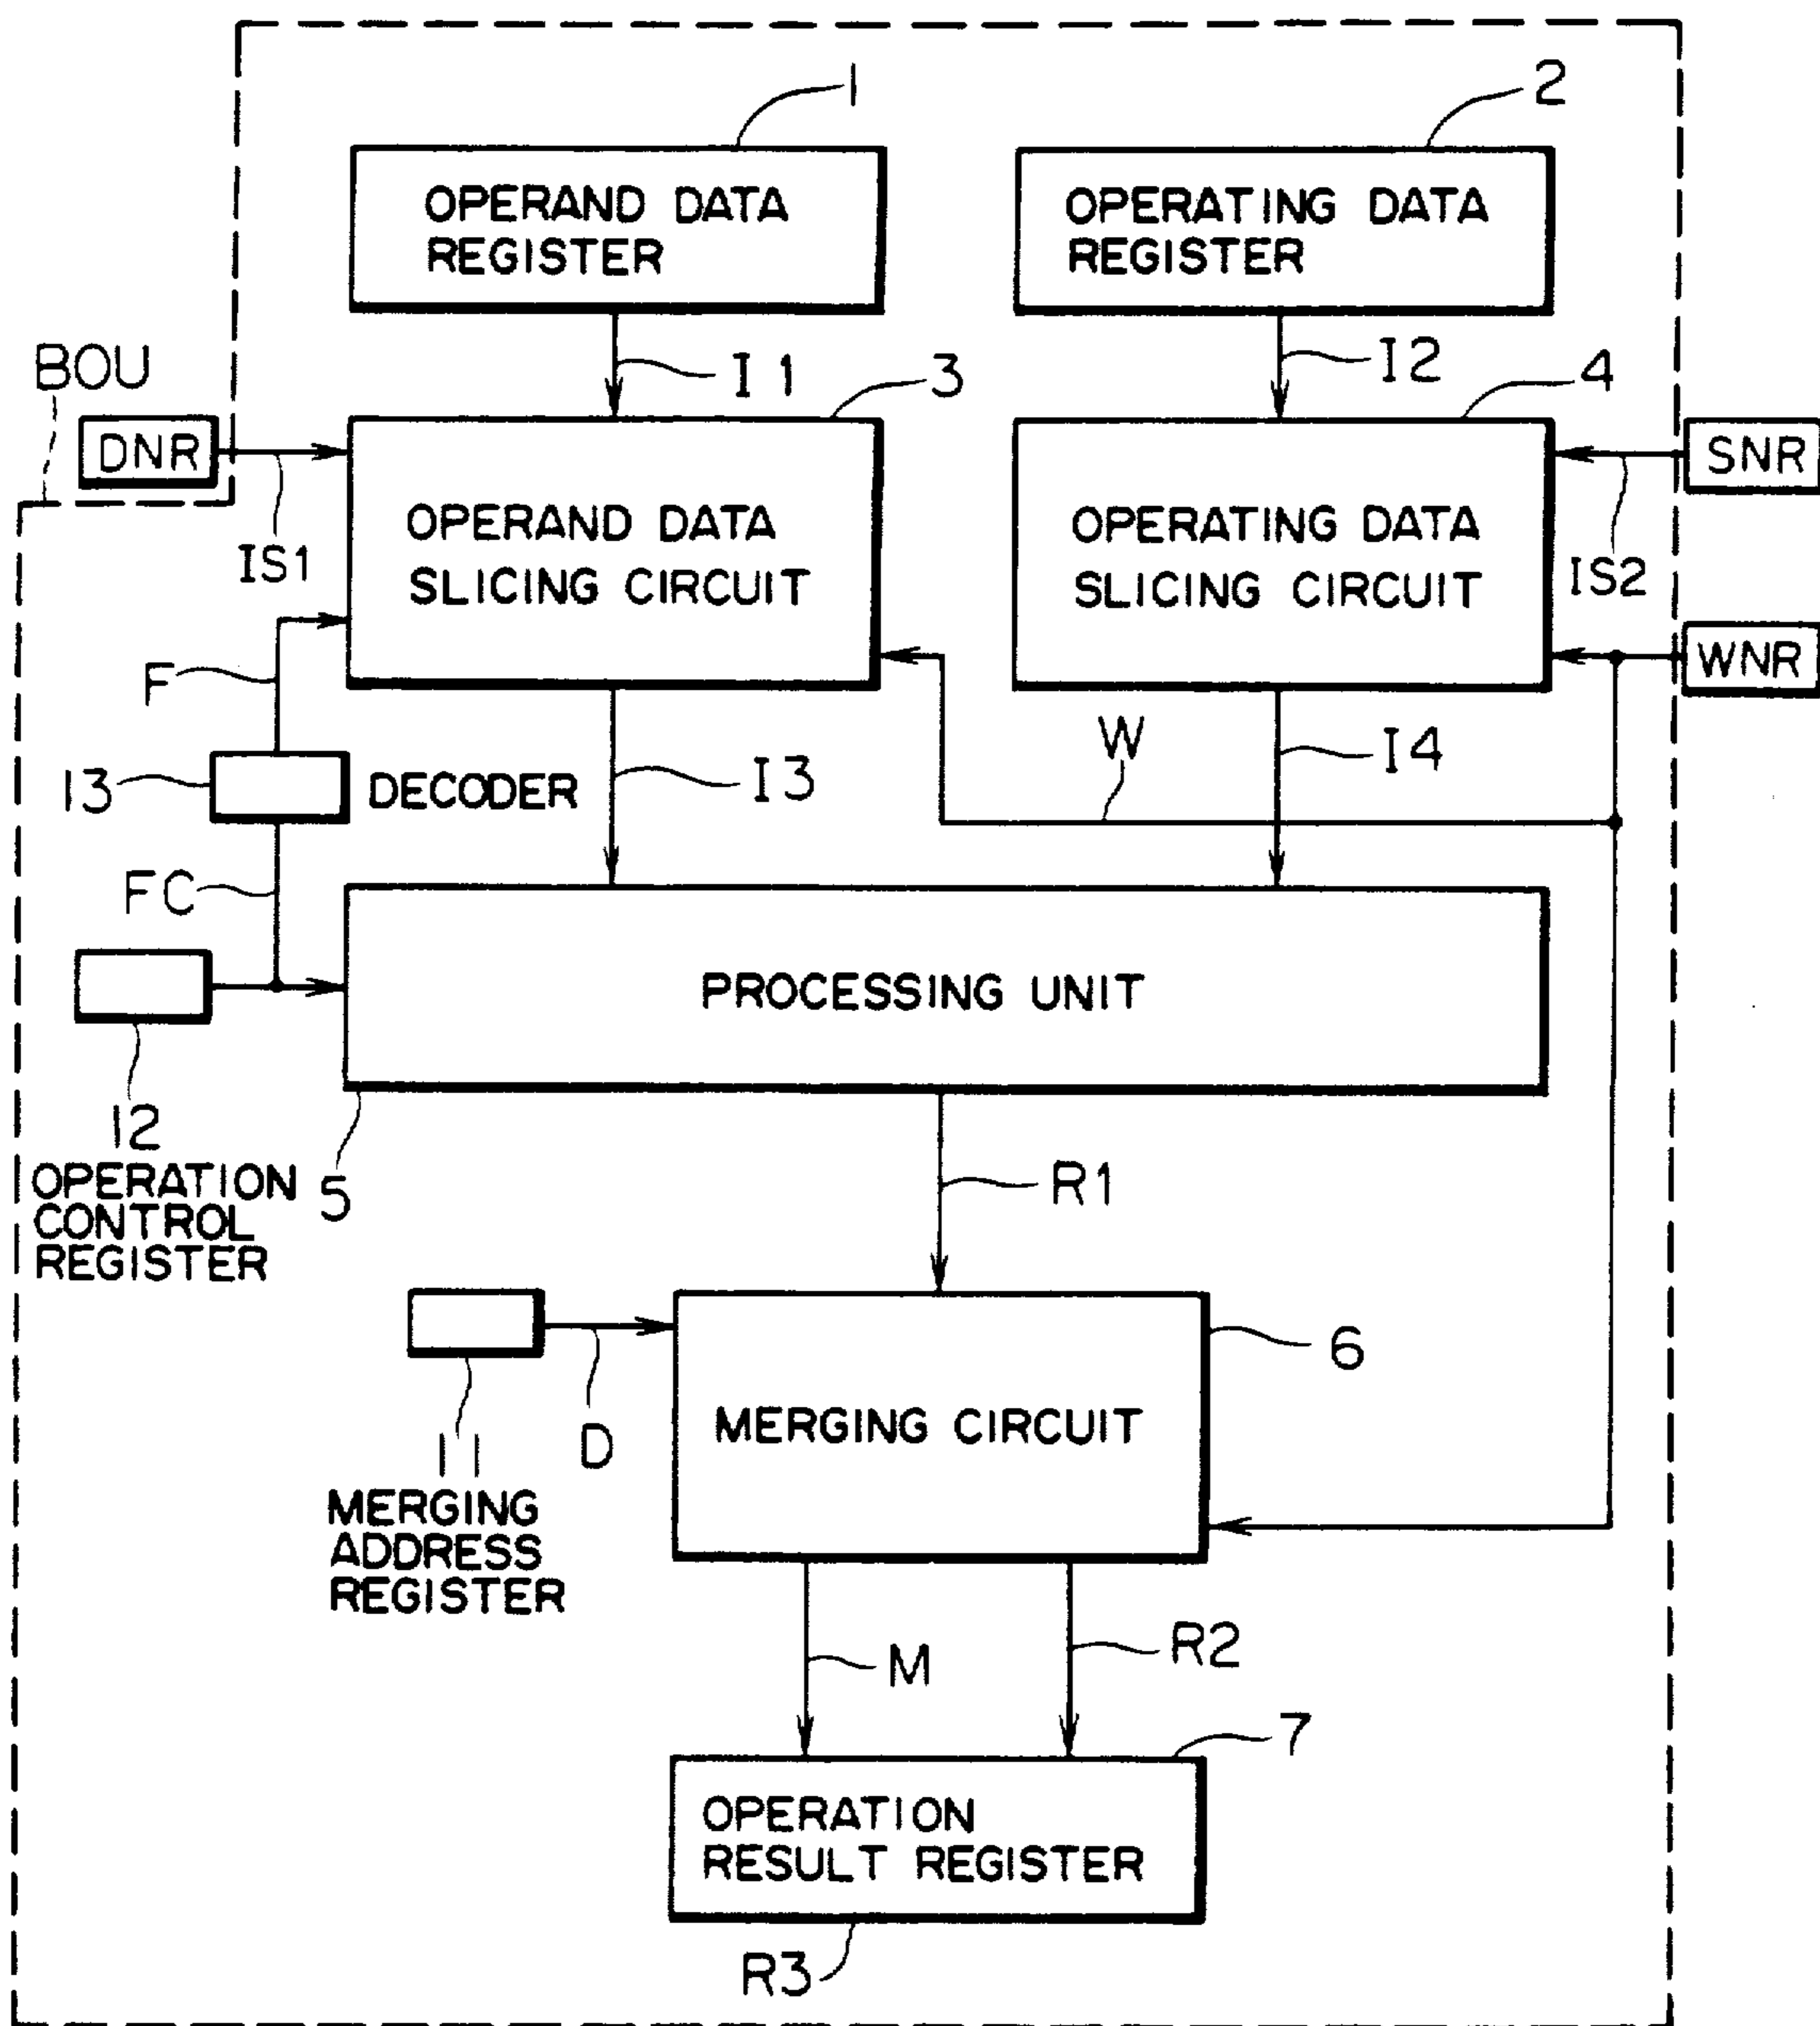 1
2
OPERAND DATA
REGISTER
OPERATING DATA
REGISTER
BOU
I1
3
I2
4
DNR
SNR
IS1
OPERAND DATA
SLICING CIRCUIT
OPERATING DATA
SLICING CIRCUIT
IS2
F
WNR
W
13
DECODER
I3
I4
FC
PROCESSING UNIT
12
OPERATION
CONTROL
REGISTER
5
R1
6
MERGING CIRCUIT
D
11
MERGING
ADDRESS
REGISTER
M
R2
7
OPERATION
RESULT REGISTER
R3